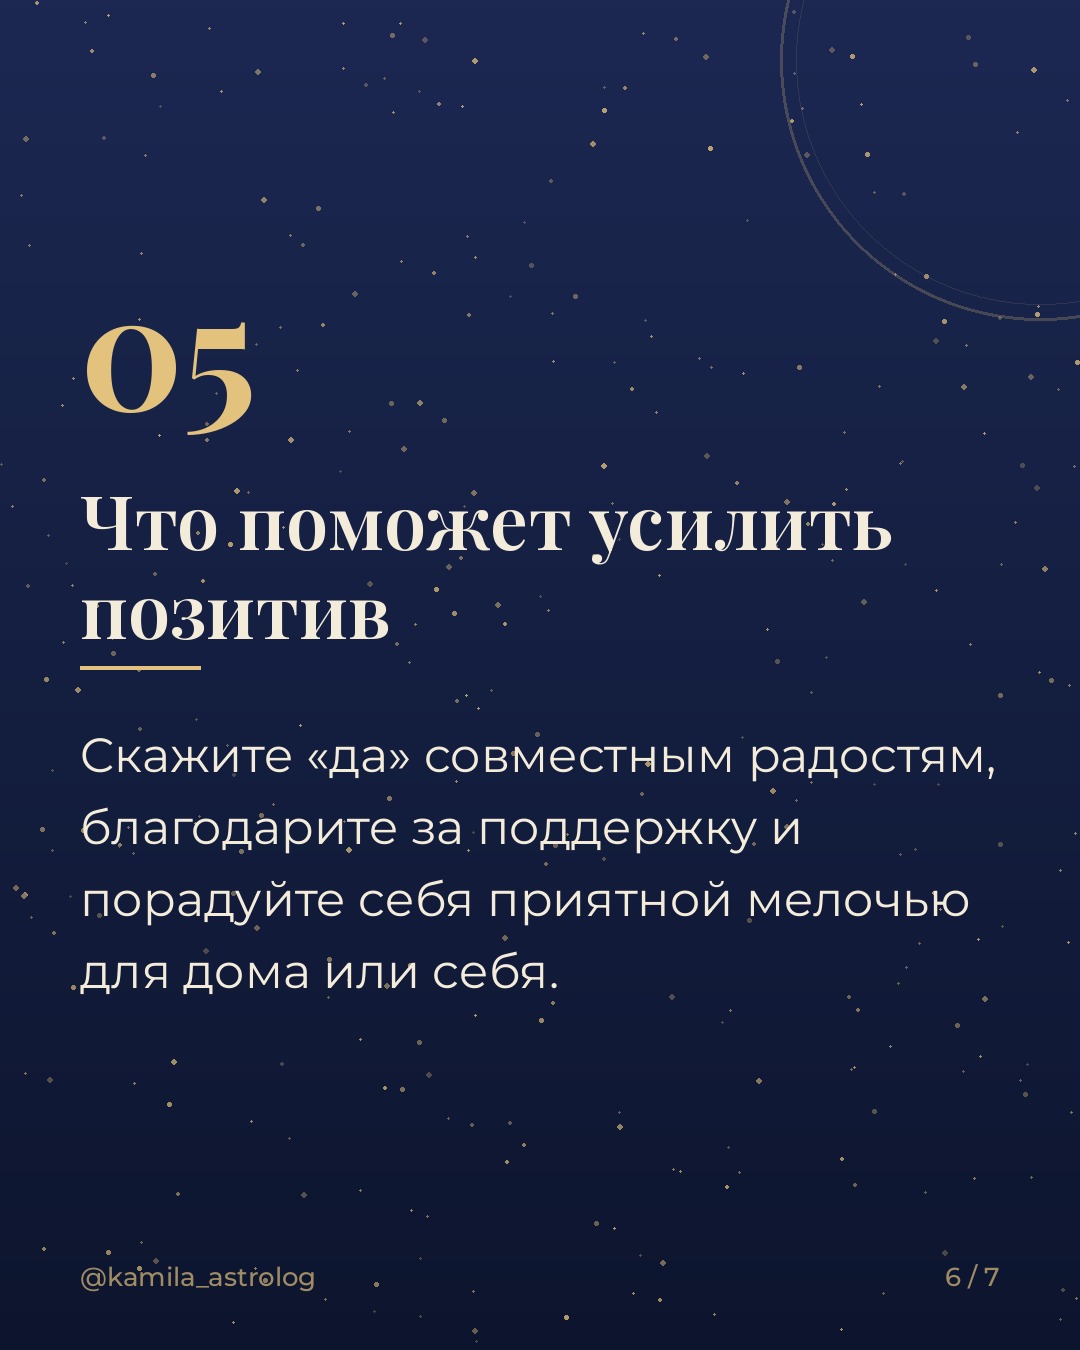 05
Что поможет усилить
позитив
Скажите «да» совместным радостям,
благодарите за поддержку и
порадуйте себя приятной мелочью
для дома или себя.
@kamila_astrolog
6 / 7